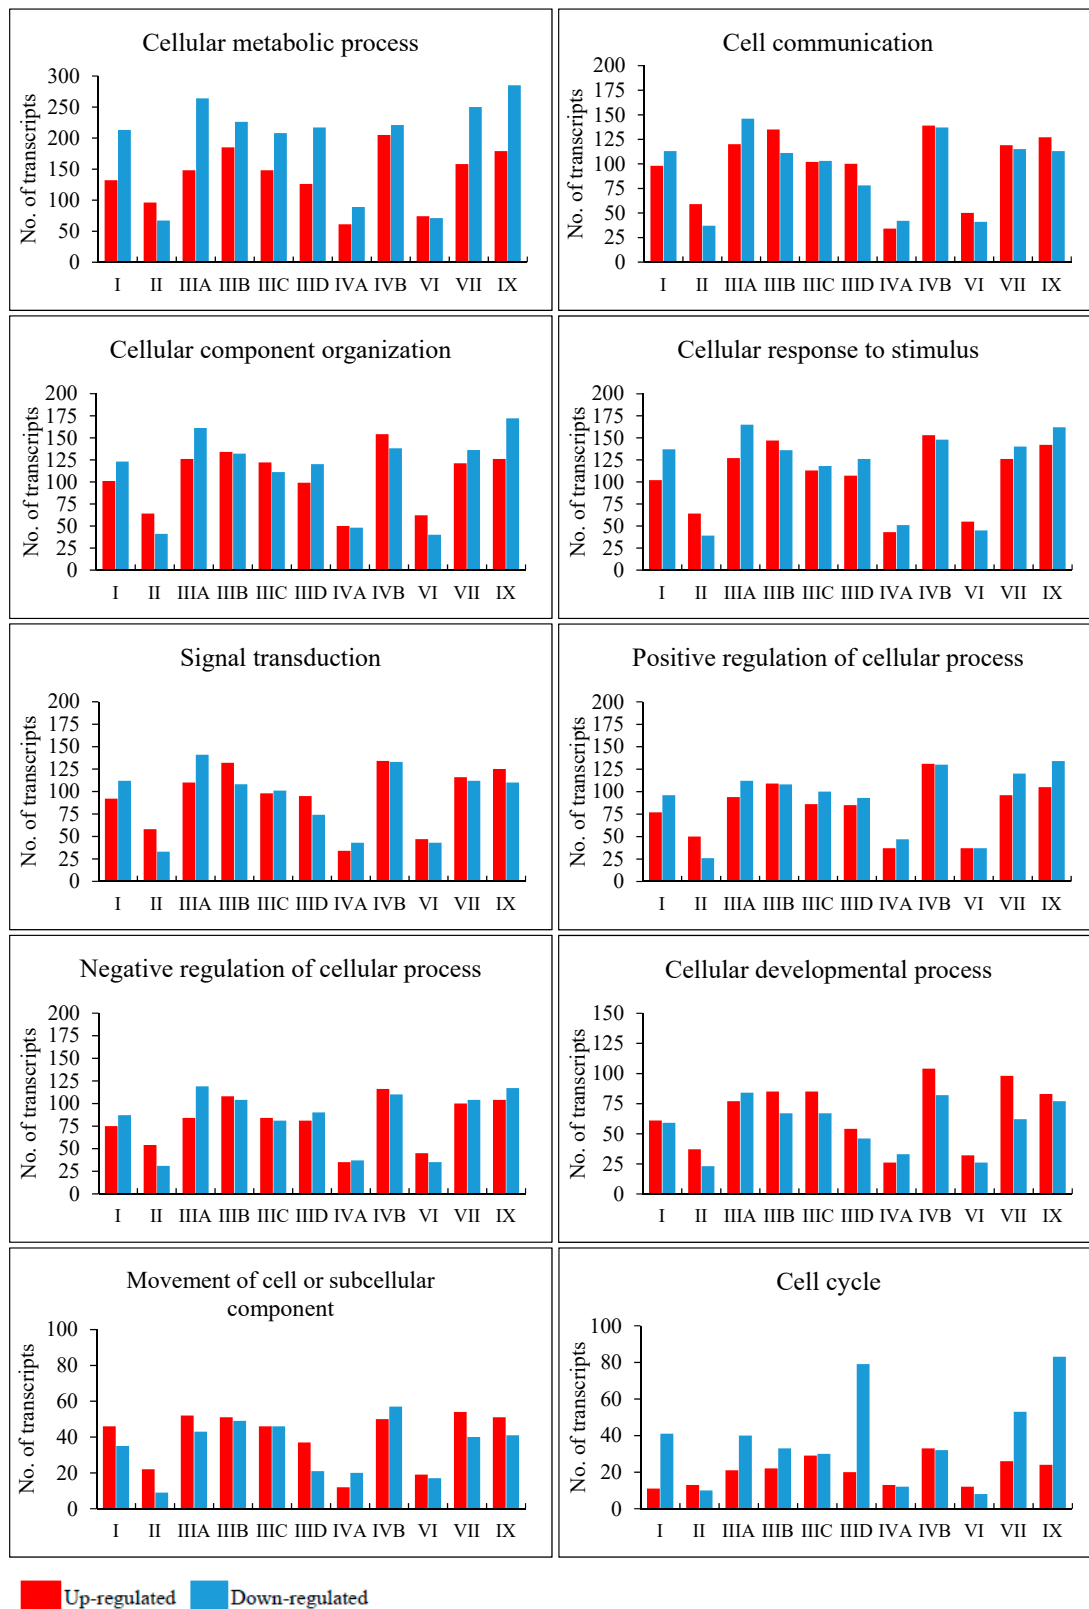 Cellular metabolic process
No. of transcripts
300
250
200
150
100
50
0
I II IIIA IIIB IIIC IIID IVA IVB VI VII IX
Cell communication
No. of transcripts
200
175
150
125
100
75
50
25
0
I II IIIA IIIB IIIC IIID IVA IVB VI VII IX
Cellular component organization
No. of transcripts
200
175
150
125
100
75
50
25
0
I II IIIA IIIB IIIC IIID IVA IVB VI VII IX
Cellular response to stimulus
No. of transcripts
200
175
150
125
100
75
50
25
0
I II IIIA IIIB IIIC IIID IVA IVB VI VII IX
Signal transduction
No. of transcripts
200
175
150
125
100
75
50
25
0
I II IIIA IIIB IIIC IIID IVA IVB VI VII IX
Positive regulation of cellular process
No. of transcripts
200
175
150
125
100
75
50
25
0
I II IIIA IIIB IIIC IIID IVA IVB VI VII IX
Negative regulation of cellular process
No. of transcripts
200
175
150
125
100
75
50
25
0
I II IIIA IIIB IIIC IIID IVA IVB VI VII IX
Cellular developmental process
No. of transcripts
150
125
100
75
50
25
0
I II IIIA IIIB IIIC IIID IVA IVB VI VII IX
Movement of cell or subcellular
component
No. of transcripts
100
80
60
40
20
0
I II IIIA IIIB IIIC IIID IVA IVB VI VII IX
Cell cycle
No. of transcripts
100
80
60
40
20
0
I II IIIA IIIB IIIC IIID IVA IVB VI VII IX
Up-regulated Down-regulated